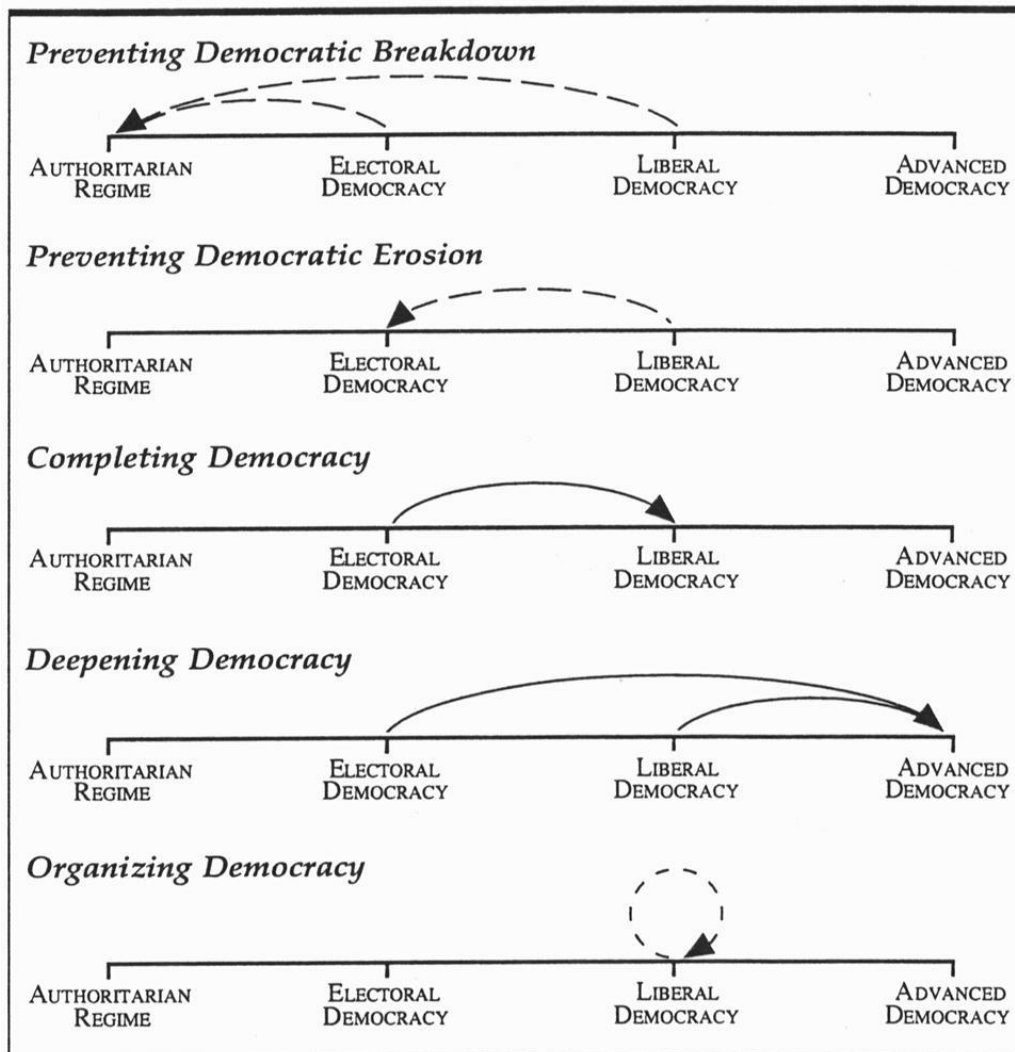 Preventing Democratic Breakdown
AUTHORITARIAN ELECTORAL LIBERAL ADVANCED
REGIME DEMOCRACY DEMOCRACY DEMOCRACY
Preventing Democratic Erosion
AUTHORITARIAN ELECTORAL LIBERAL ADVANCED
REGIME DEMOCRACY DEMOCRACY DEMOCRACY
Completing Democracy
AUTHORITARIAN ELECTORAL LIBERAL ADVANCED
REGIME DEMOCRACY DEMOCRACY DEMOCRACY
Deepening Democracy
AUTHORITARIAN ELECTORAL LIBERAL ADVANCED
REGIME DEMOCRACY DEMOCRACY DEMOCRACY
Organizing Democracy
AUTHORITARIAN ELECTORAL LIBERAL ADVANCED
REGIME DEMOCRACY DEMOCRACY DEMOCRACY